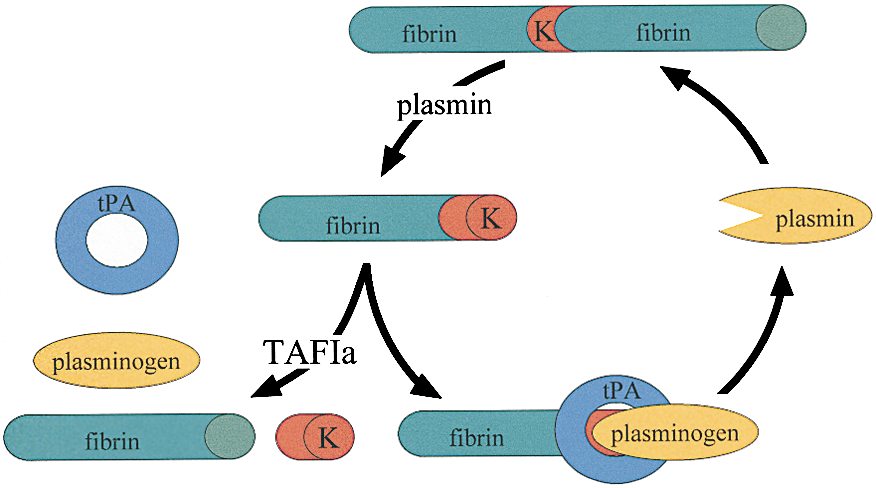 fibrin K fibrin
plasmin
tPA
fibrin K
plasmin
TAFIa
plasminogen
tPA
fibrin K
fibrin
plasminogen